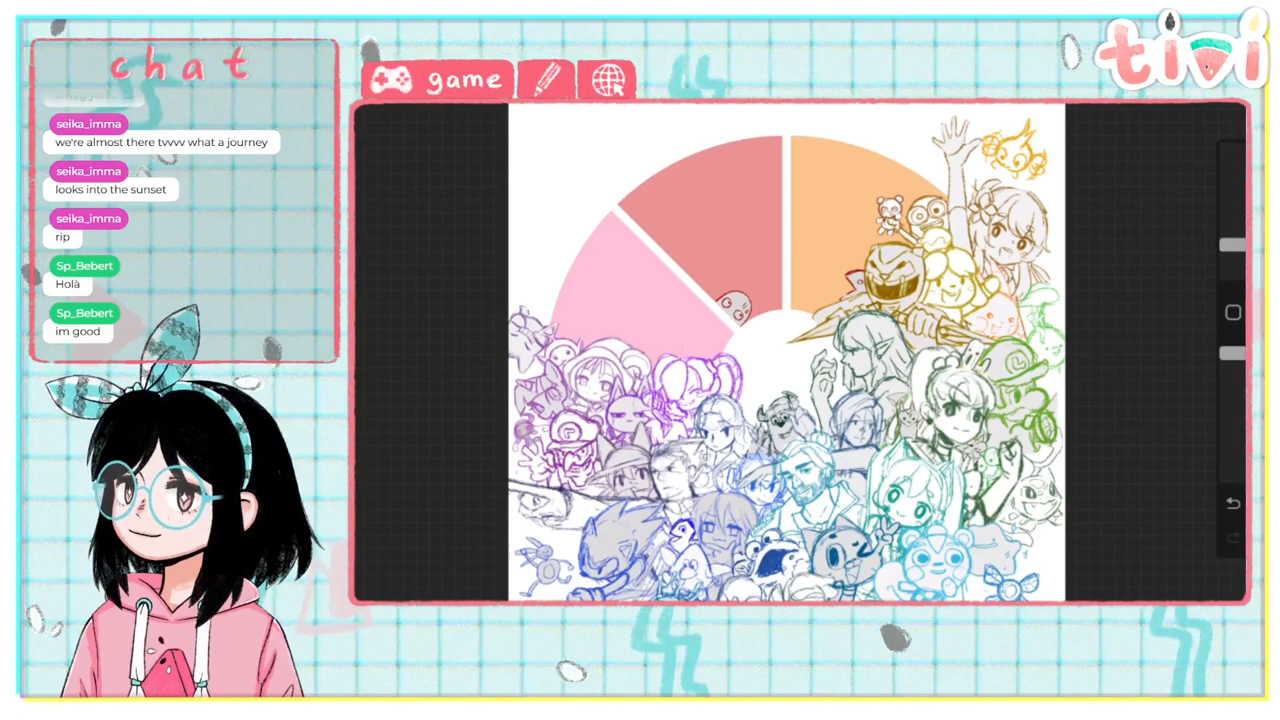 chat
seika_imma
we're almost there tvvvv what a journey
seika_imma
looks into the sunset
seika_imma
rip
Sp_Bebert
Holà
Sp_Bebert
im good
game
tivi